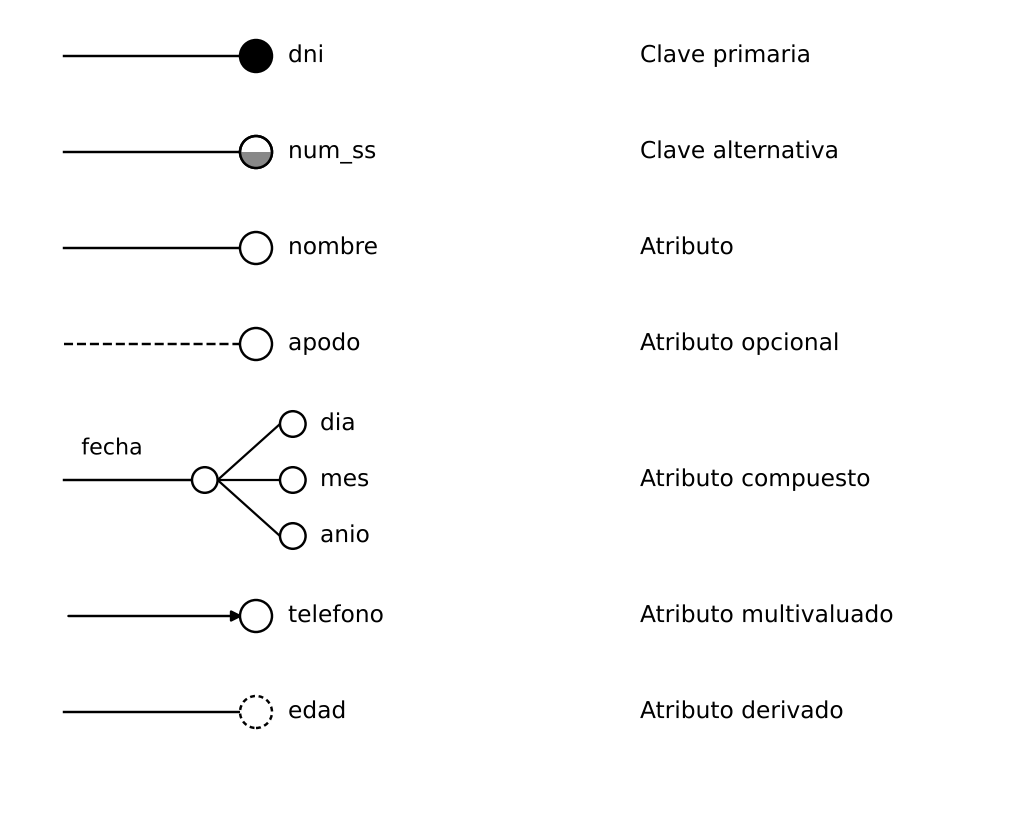 dni Clave primaria
num_ss Clave alternativa
nombre Atributo
apodo Atributo opcional
dia
fecha
mes Atributo compuesto
anio
telefono Atributo multivaluado
edad Atributo derivado